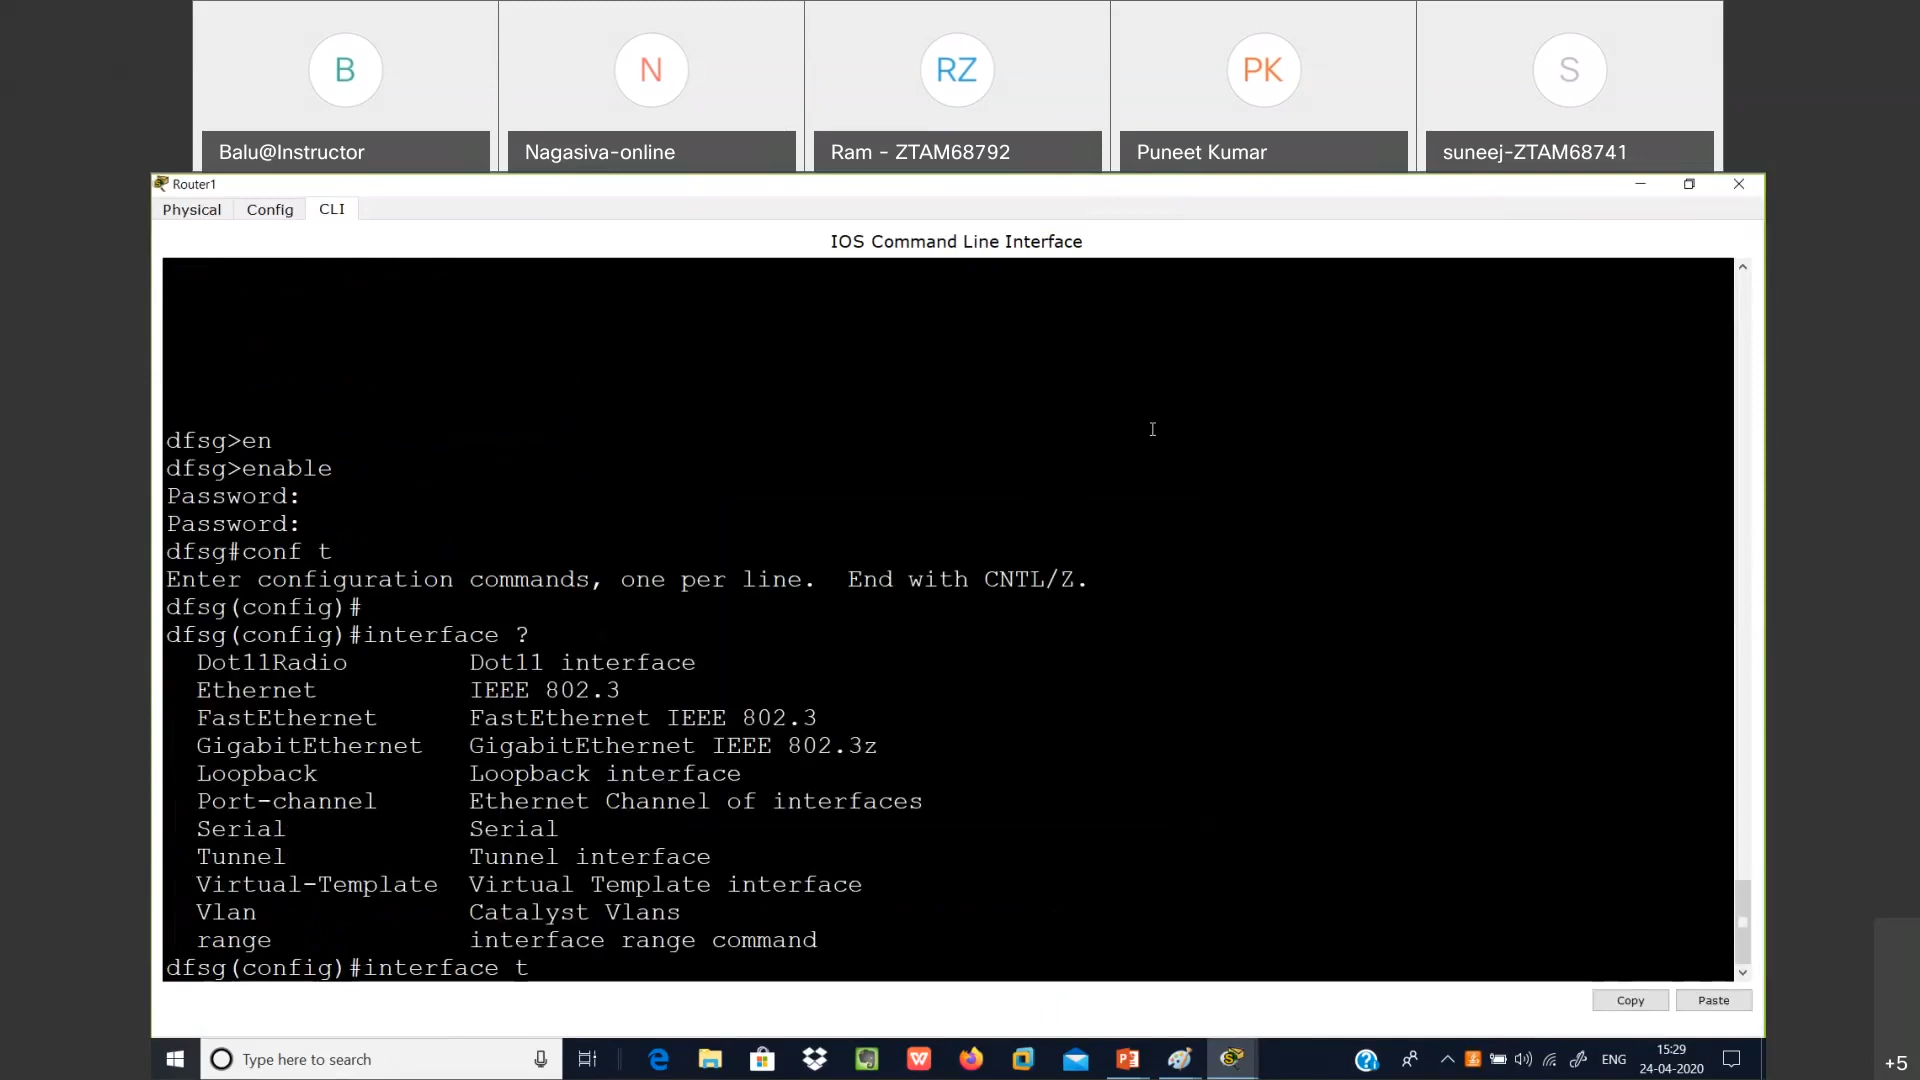 B
N
RZ
PK
S
Balu@Instructor
Nagasiva-online
Ram - ZTAM68792
Puneet Kumar
suneej-ZTAM68741
Router1
Physical
Config
CLI
IOS Command Line Interface
dfsg>en
dfsg>enable
Password:
Password:
dfsg#conf t
Enter configuration commands, one per line.  End with CNTL/Z.
dfsg(config)#
dfsg(config)#interface ?
Dot11Radio Dot11 interface
Ethernet IEEE 802.3
FastEthernet FastEthernet IEEE 802.3
GigabitEthernet GigabitEthernet IEEE 802.3z
Loopback Loopback interface
Port-channel Ethernet Channel of interfaces
Serial Serial
Tunnel Tunnel interface
Virtual-Template Virtual Template interface
Vlan Catalyst Vlans
range interface range command
dfsg(config)#interface t
Copy
Paste
Type here to search
ENG
15:29
24-04-2020
+5